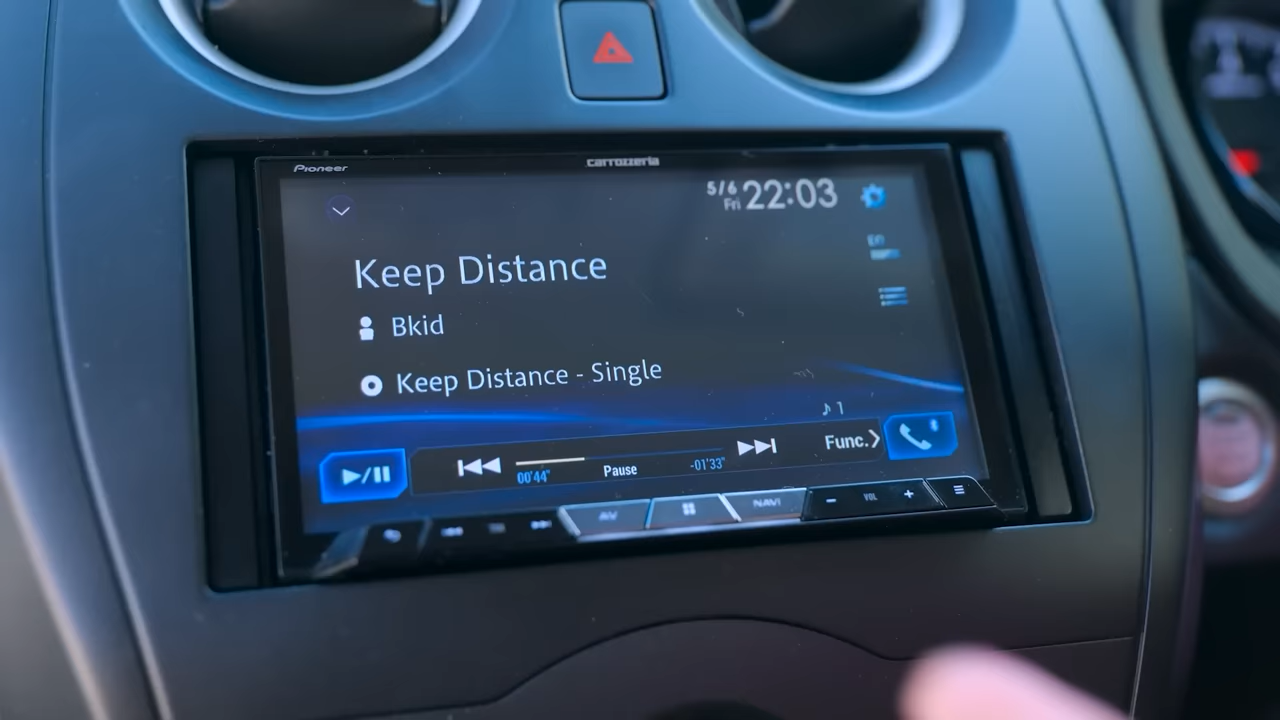 Pioneer
carrozzeria
5/6
Fri
22:03
EQ
Keep Distance
Bkid
Keep Distance - Single
♪ 1
00'44"
Pause
-01'33"
Func.
AV
NAVI
-
VOL
+